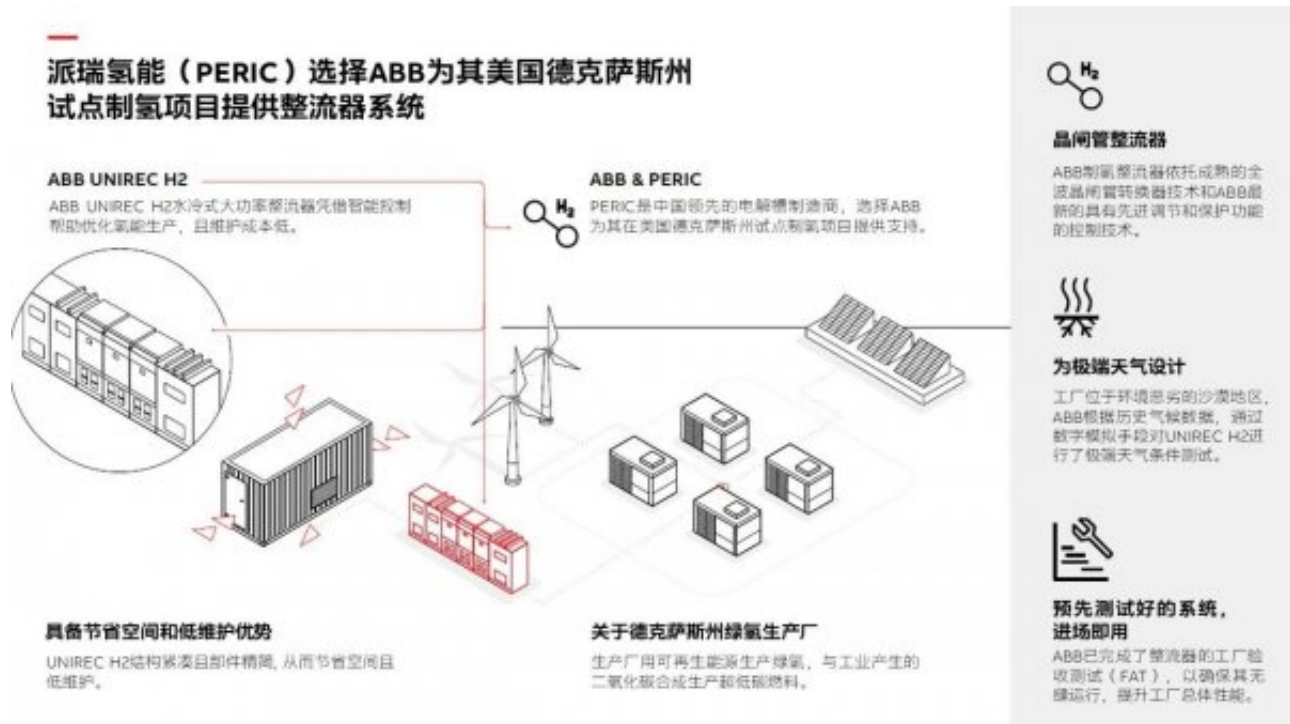 派瑞氢能（PERIC）选择ABB为其美国德克萨斯州
试点制氢项目提供整流器系统
ABB UNIREC H2
ABB UNIREC H2水冷式大功率整流器凭借智能控制
帮助优化氢能生产，且维护成本低。
H₂
ABB & PERIC
PERIC是中国领先的电解槽制造商，选择ABB
为其在美国德克萨斯州试点制氢项目提供支持。
具备节省空间和低维护优势
UNIREC H2结构紧凑且部件精简, 从而节省空间且
低维护。
关于德克萨斯州绿氢生产厂
生产厂用可再生能源生产绿氢，与工业产生的
二氧化碳合成生产超低碳燃料。
H₂
晶闸管整流器
ABB制氢整流器依托成熟的全
波晶闸管转换器技术和ABB最
新的具有先进调节和保护功能
的控制技术。
为极端天气设计
工厂位于环境恶劣的沙漠地区，
ABB根据历史气候数据，通过
数字模拟手段对UNIREC H2进
行了极端天气条件测试。
预先测试好的系统，
进场即用
ABB已完成了整流器的工厂验
收测试（FAT），以确保其无
缝运行，提升工厂总体性能。